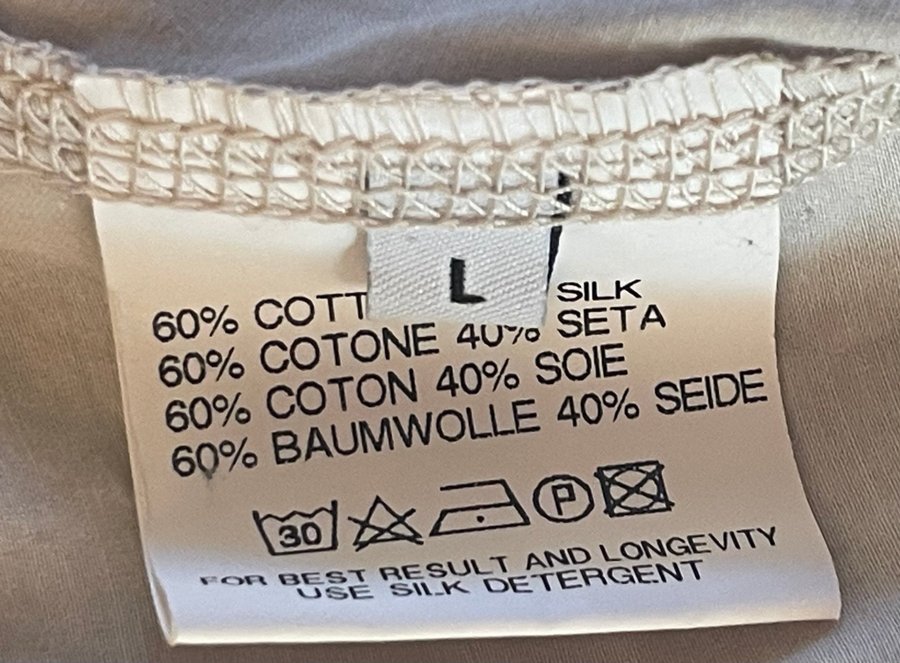 L
60% COTT SILK
60% COTONE 40% SETA
60% COTON 40% SOIE
60% BAUMWOLLE 40% SEIDE
30 P
FOR BEST RESULT AND LONGEVITY
USE SILK DETERGENT